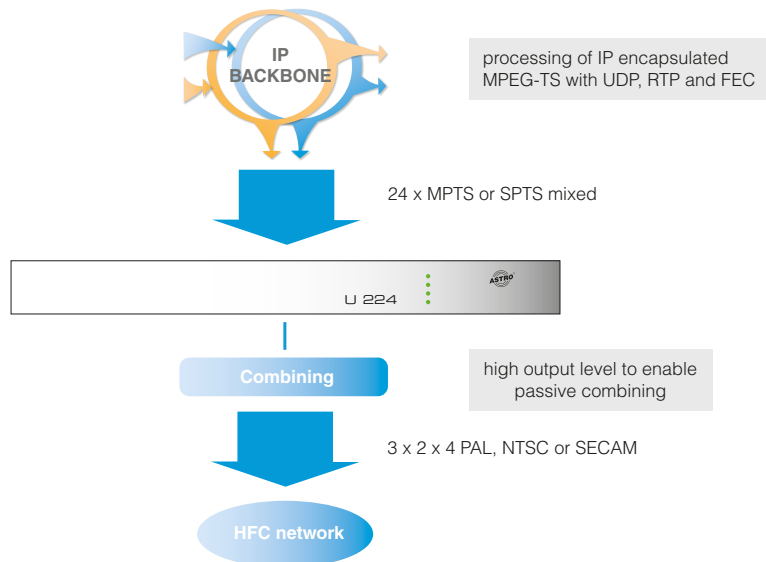 IP
BACKBONE
processing of IP encapsulated
MPEG-TS with UDP, RTP and FEC
24 x MPTS or SPTS mixed
U 224
ASTRO
Combining
high output level to enable
passive combining
3 x 2 x 4 PAL, NTSC or SECAM
HFC network